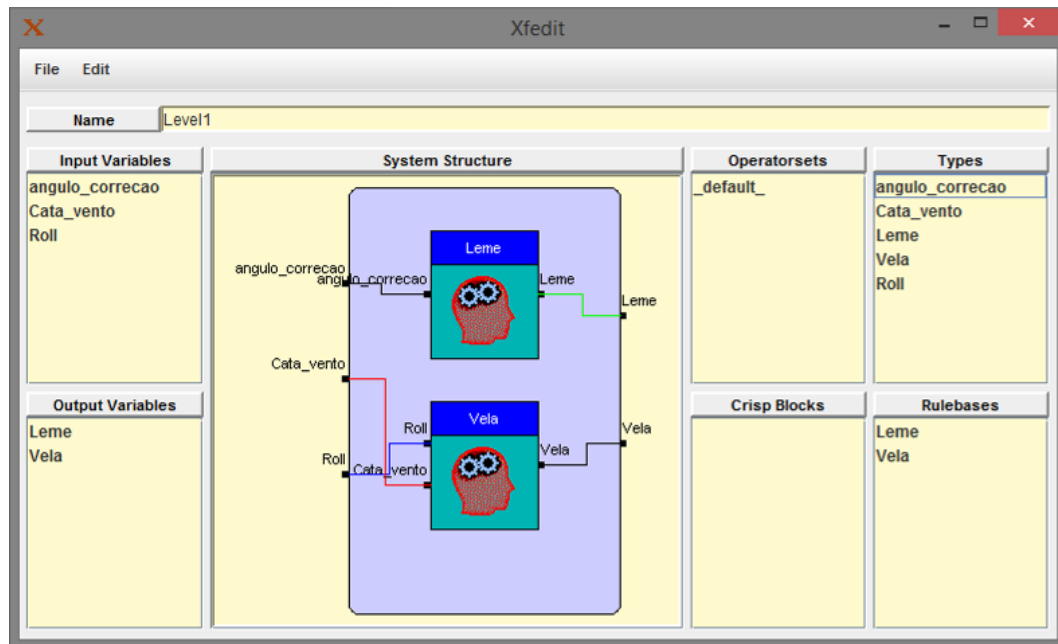 X
Xfedit
File Edit
Name Level1
Input Variables
angulo_correcao
Cata_vento
Roll
Output Variables
Leme
Vela
System Structure
angulo_correcao
angulo_correcao
Leme
Leme
Leme
Cata_vento
Vela
Roll
Roll
Cata_vento
Vela
Vela
Operatorsets
_default_
Types
angulo_correcao
Cata_vento
Leme
Vela
Roll
Crisp Blocks
Rulebases
Leme
Vela